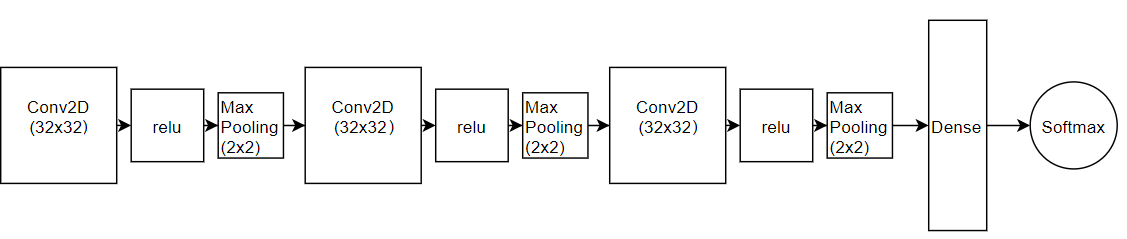 Conv2D
(32x32)
relu
Max
Pooling
(2x2)
Conv2D
(32x32)
relu
Max
Pooling
(2x2)
Conv2D
(32x32)
relu
Max
Pooling
(2x2)
Dense
Softmax